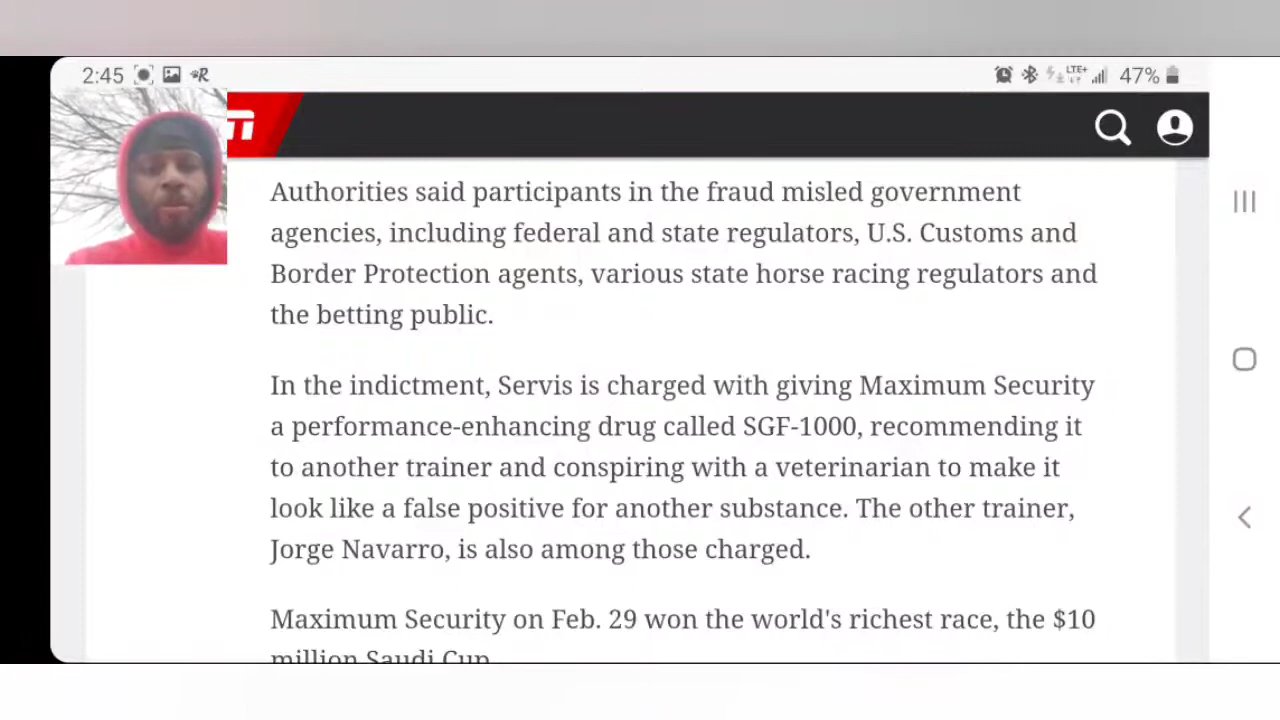 2:45 LTE+ 47%
Authorities said participants in the fraud misled government
agencies, including federal and state regulators, U.S. Customs and
Border Protection agents, various state horse racing regulators and
the betting public.
In the indictment, Servis is charged with giving Maximum Security
a performance-enhancing drug called SGF-1000, recommending it
to another trainer and conspiring with a veterinarian to make it
look like a false positive for another substance. The other trainer,
Jorge Navarro, is also among those charged.
Maximum Security on Feb. 29 won the world's richest race, the $10
million Saudi Cup